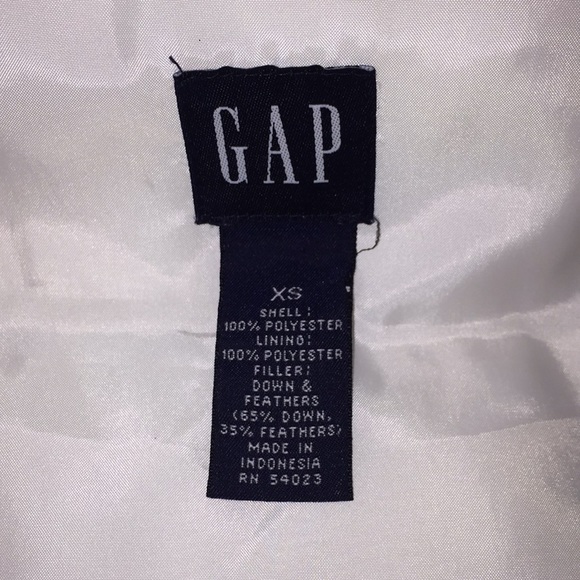 GAP
XS
SHELL:
100% POLYESTER
LINING:
100% POLYESTER
FILLER:
DOWN &
FEATHERS
(65% DOWN,
35% FEATHERS)
MADE IN
INDONESIA
RN 54023